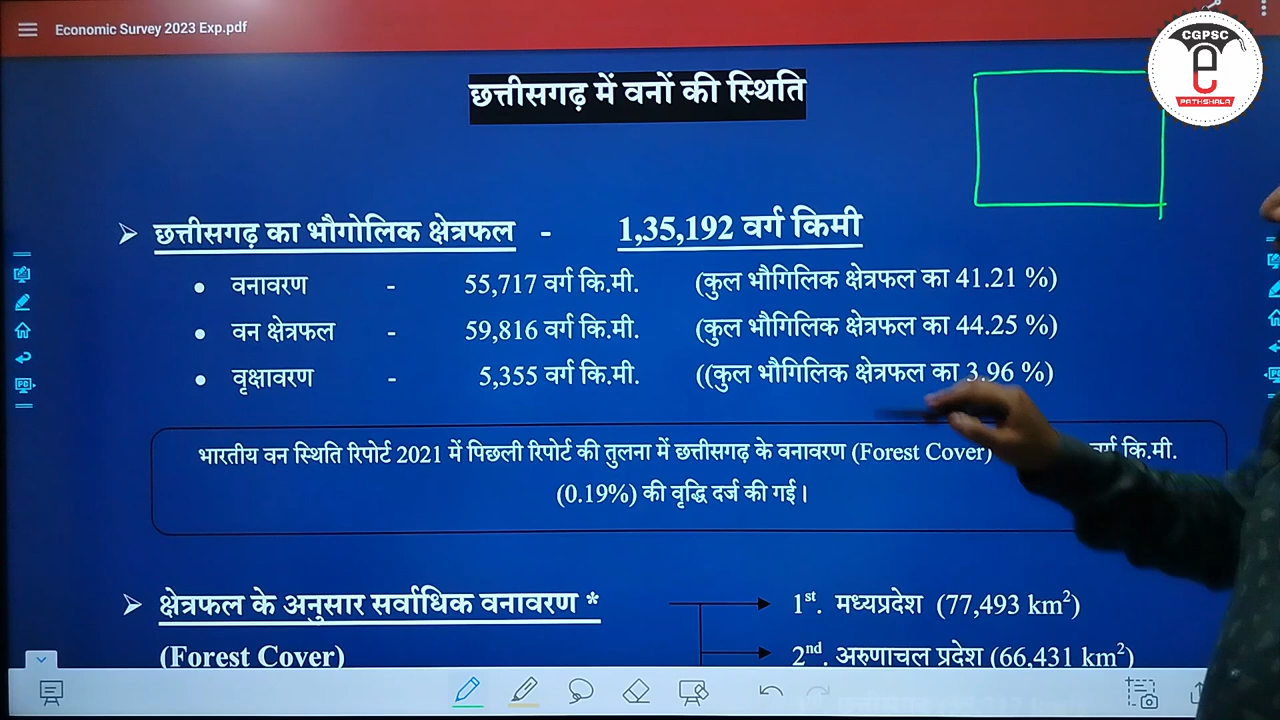 Economic Survey 2023 Exp.pdf
CGPSC
e
PATHSHALA
छत्तीसगढ़ में वनों की स्थिति
छत्तीसगढ़ का भौगोलिक क्षेत्रफल - 1,35,192 वर्ग किमी
वनावरण - 55,717 वर्ग कि.मी. (कुल भौगिलिक क्षेत्रफल का 41.21 %)
वन क्षेत्रफल - 59,816 वर्ग कि.मी. (कुल भौगिलिक क्षेत्रफल का 44.25 %)
वृक्षावरण - 5,355 वर्ग कि.मी. ((कुल भौगिलिक क्षेत्रफल का 3.96 %)
भारतीय वन स्थिति रिपोर्ट 2021 में पिछली रिपोर्ट की तुलना में छत्तीसगढ़ के वनावरण (Forest Cover) वर्ग कि.मी.
(0.19%) की वृद्धि दर्ज की गई।
क्षेत्रफल के अनुसार सर्वाधिक वनावरण * 1st. मध्यप्रदेश (77,493 km²)
(Forest Cover) 2nd. अरुणाचल प्रदेश (66,431 km²)
PC
PC